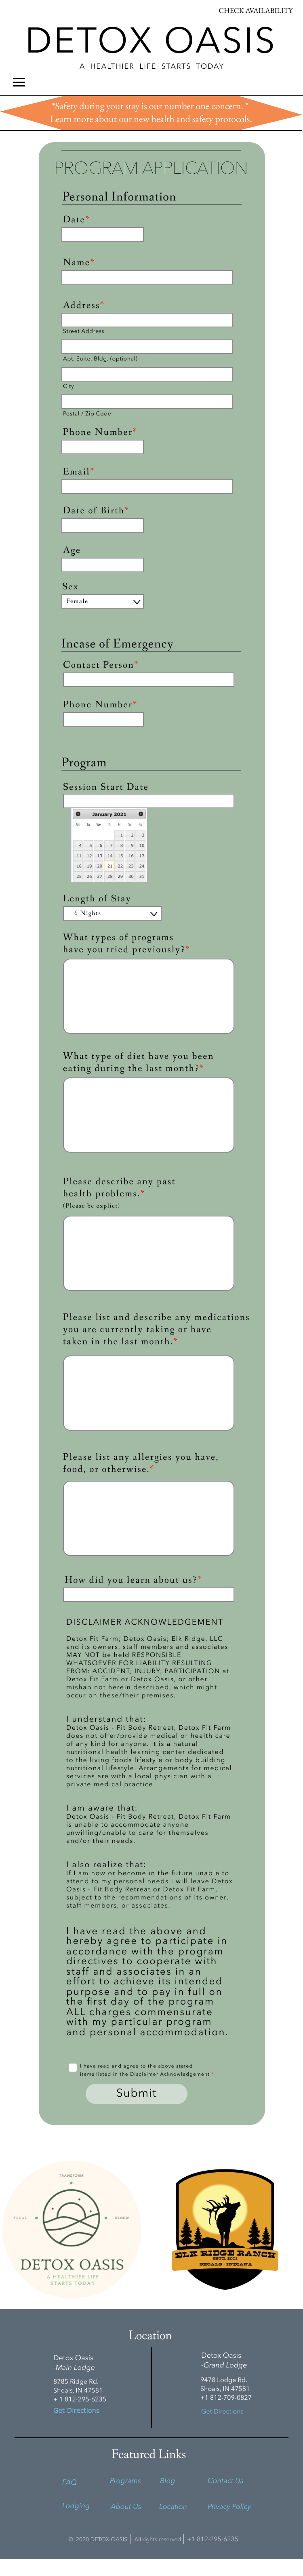 CHECK AVAILABILITY
DETOX OASIS
A HEALTHIER LIFE STARTS TODAY
"Safety during your stay is our number one concern. "
Learn more about our new health and safety protocols.
PROGRAM APPLICATION
Personal Information
Date*
Name*
Address*
Street Address
Apt, Suite, Bldg. (optional)
City
Postal / Zip Code
Phone Number*
Email*
Date of Birth*
Age
Sex
Female
Incase of Emergency
Contact Person*
Phone Number*
Program
Session Start Date
January 2021
Mo Tu We Th Fr Sa Su
1 2 3
4 5 6 7 8 9 10
11 12 13 14 15 16 17
18 19 20 21 22 23 24
25 26 27 28 29 30 31
Length of Stay
6 Nights
What types of programs
have you tried previously?*
What type of diet have you been
eating during the last month?*
Please describe any past
health problems.*
(Please be explict)
Please list and describe any medications
you are currently taking or have
taken in the last month.*
Please list any allergies you have,
food, or otherwise.*
How did you learn about us?*
DISCLAIMER ACKNOWLEDGEMENT
Detox Fit Farm; Detox Oasis; Elk Ridge, LLC
and its owners, staff members and associates
MAY NOT be held RESPONSIBLE
WHATSOEVER FOR LIABILITY RESULTING
FROM: ACCIDENT, INJURY, PARTICIPATION at
Detox Fit Farm or Detox Oasis, or other
mishap not herein described, which might
occur on these/their premises.
I understand that:
Detox Oasis - Fit Body Retreat, Detox Fit Farm
does not offer/provide medical or health care
of any kind for anyone. It is a natural
nutritional health learning center dedicated
to the living foods lifestyle or body building
nutritional lifestyle. Arrangements for medical
services are with a local physician with a
private medical practice
I am aware that:
Detox Oasis - Fit Body Retreat, Detox Fit Farm
is unable to accommodate anyone
unwilling/unable to care for themselves
and/or their needs.
I also realize that:
If I am now or become in the future unable to
attend to my personal needs I will leave Detox
Oasis - Fit Body Retreat or Detox Fit Farm,
subject to the recommendations of its owner,
staff members, or associates.
I have read the above and
hereby agree to participate in
accordance with the program
directives to cooperate with
staff and associates in an
effort to achieve its intended
purpose and to pay in full on
the first day of the program
ALL charges commensurate
with my particular program
and personal accommodation.
I have read and agree to the above stated
items listed in the Disclaimer Acknowledgement *
Submit
TRANSFORM
FOCUS
RENEW
DETOX OASIS
A HEALTHIER LIFE
STARTS TODAY
ELK RIDGE RANCH
ESTD. 2001
SHOALS - INDIANA
Location
Detox Oasis
-Main Lodge
8785 Ridge Rd.
Shoals, IN 47581
+ 1 812-295-6235
Get Directions
Detox Oasis
-Grand Lodge
9478 Lodge Rd.
Shoals, IN 47581
+1 812-709-0827
Get Directions
Featured Links
FAQ
Programs
Blog
Contact Us
Lodging
About Us
Location
Privacy Policy
© 2020 DETOX OASIS | All rights reserved | +1 812-295-6235